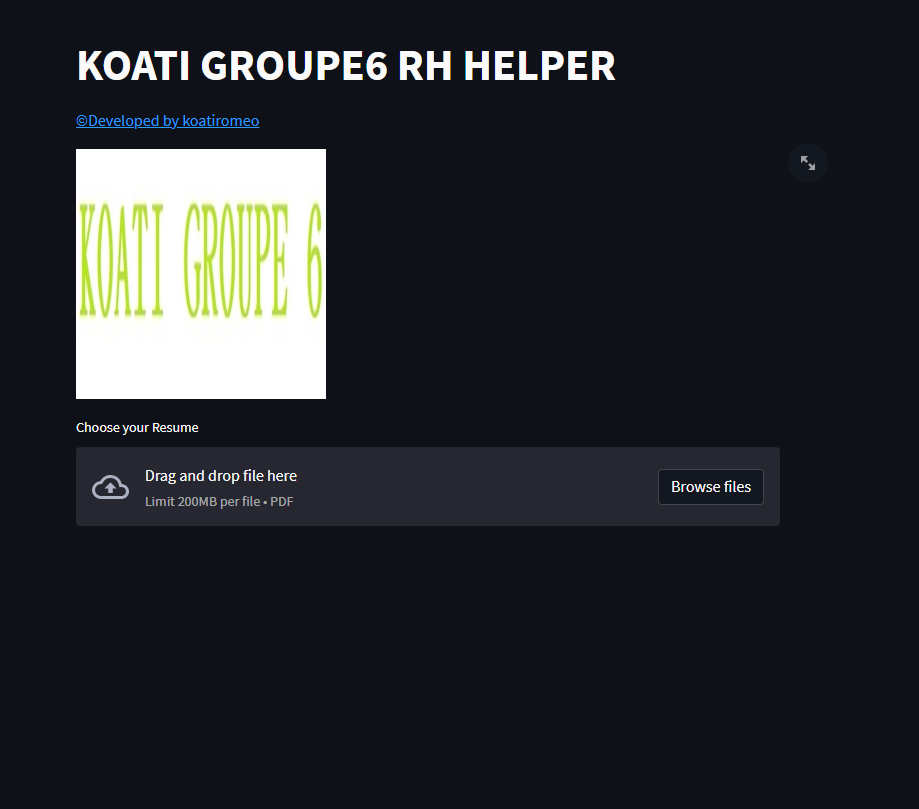 KOATI GROUPE6 RH HELPER
©Developed by koatiromeo
KOATI GROUPE 6
Choose your Resume
Drag and drop file here
Limit 200MB per file • PDF
Browse files